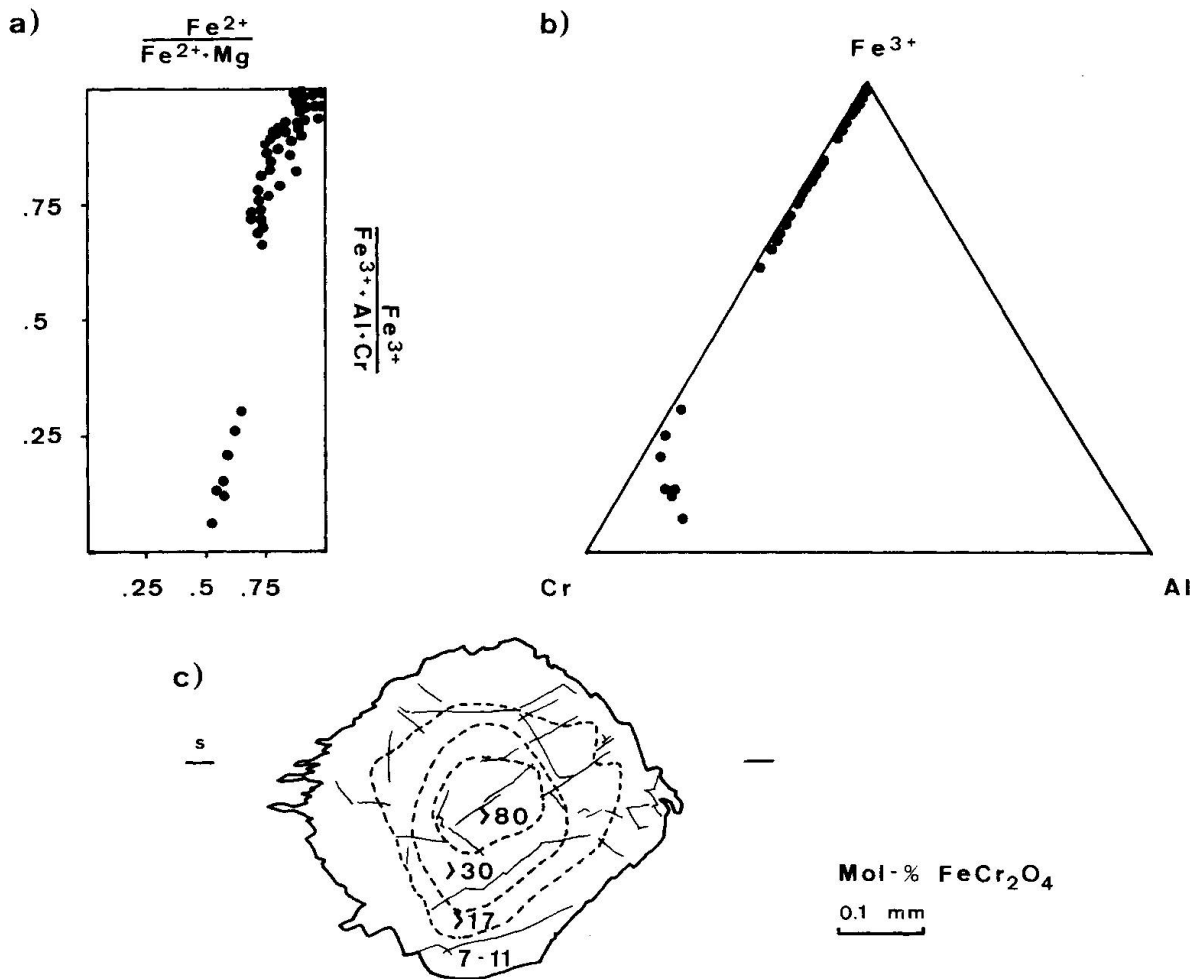 a)
Fe²⁺
Fe²⁺·Mg
.75
.5
.25
.25 .5 .75
Fe³⁺
Fe³⁺·Al·Cr
b)
Fe³⁺
Cr
Al
c)
s
>80
>30
>17
7-11
Mol-% FeCr₂O₄
0.1 mm